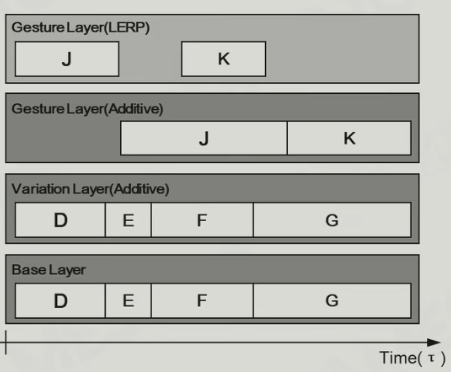 Gesture Layer(LERP)
J K
Gesture Layer(Additive)
J K
Variation Layer(Additive)
D E F G
Base Layer
D E F G
Time( τ )